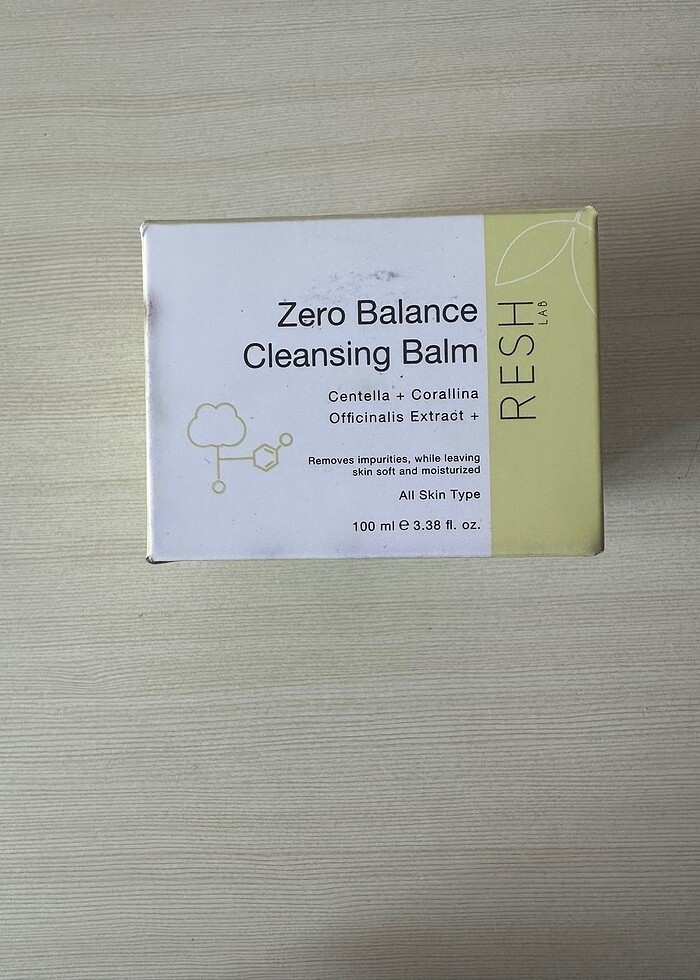 Zero Balance
Cleansing Balm
Centella + Corallina
Officinalis Extract +
Removes impurities, while leaving
skin soft and moisturized
All Skin Type
100 ml ℮ 3.38 fl. oz.
RESH
LAB